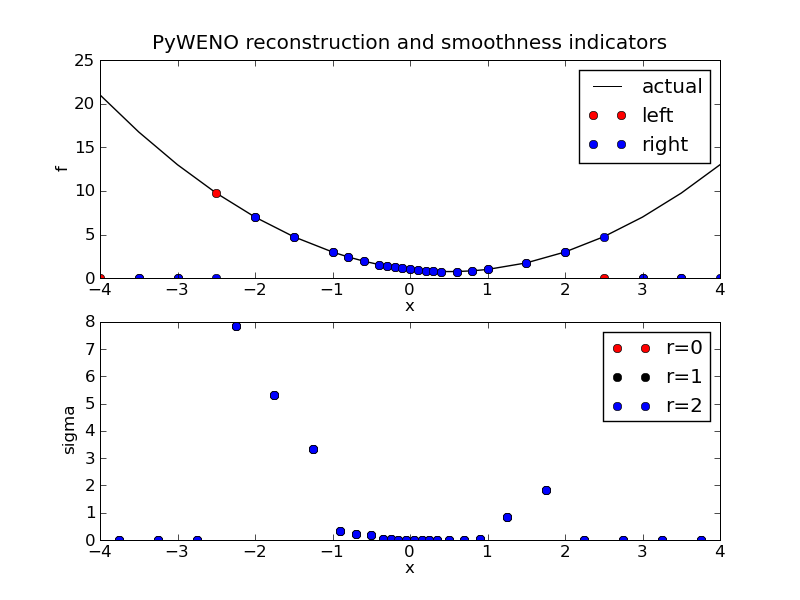 PyWENO reconstruction and smoothness indicators
25
20
15
10
5
0
f
actual
left
right
−4 −3 −2 −1 0 1 2 3 4
x
8
7
6
5
4
3
2
1
0
sigma
r=0
r=1
r=2
−4 −3 −2 −1 0 1 2 3 4
x